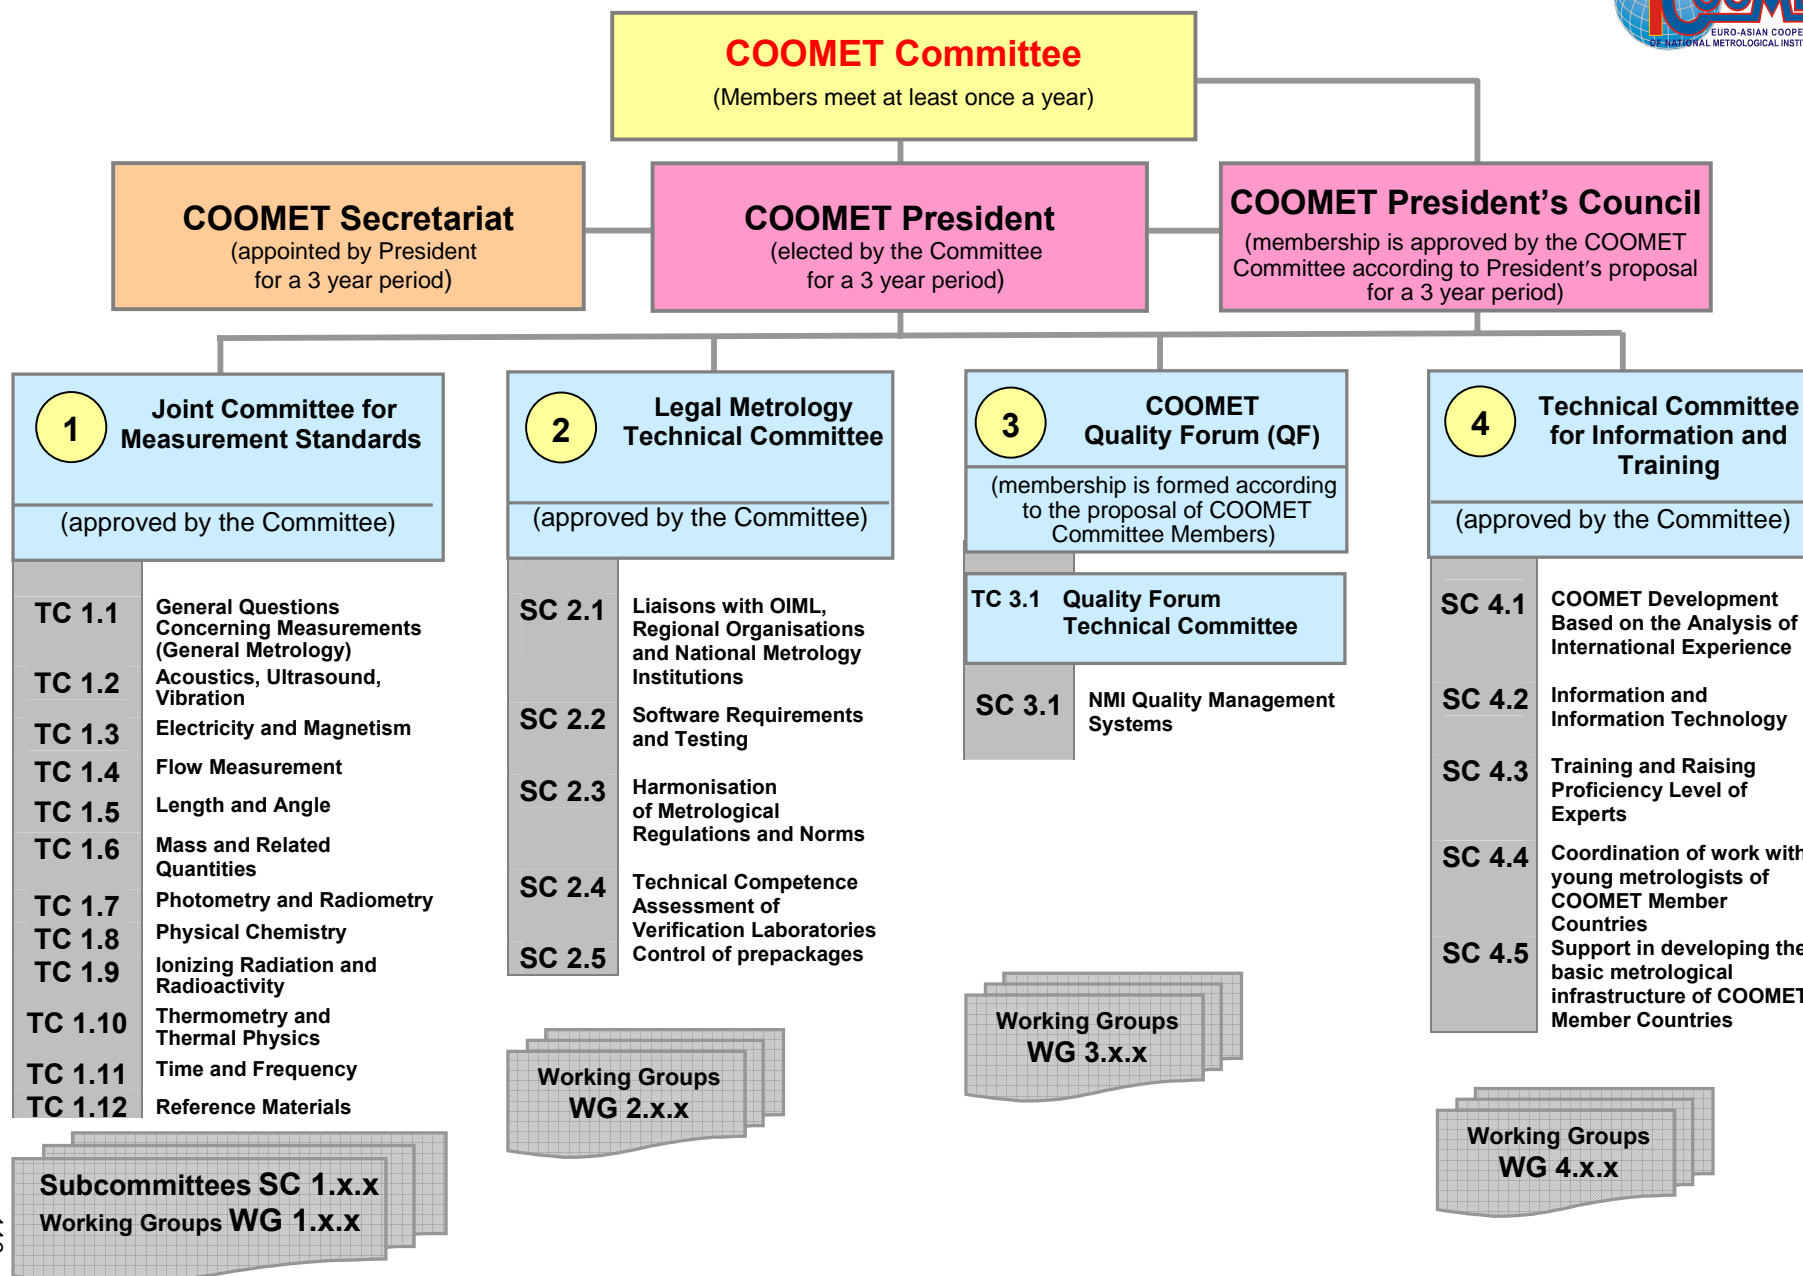 EURO-ASIAN
OF NATIONAL METROLOGICAL
COOMET Committee
(Members meet at least once a year)
COOMET Secretariat
(appointed by President
for a 3 year period)
COOMET President
(elected by the Committee
for a 3 year period)
COOMET President's Council
(membership is approved by the COOMET
Committee according to President's proposal
for a 3 year period)
1
Joint Committee for
Measurement Standards
(approved by the Committee)
TC 1.1 General Questions
Concerning Measurements
(General Metrology)
TC 1.2 Acoustics, Ultrasound,
Vibration
TC 1.3 Electricity and Magnetism
TC 1.4 Flow Measurement
TC 1.5 Length and Angle
TC 1.6 Mass and Related
Quantities
TC 1.7 Photometry and Radiometry
TC 1.8 Physical Chemistry
TC 1.9 Ionizing Radiation and
Radioactivity
TC 1.10 Thermometry and
Thermal Physics
TC 1.11 Time and Frequency
TC 1.12 Reference Materials
Subcommittees SC 1.x.x
Working Groups WG 1.x.x
2
Legal Metrology
Technical Committee
(approved by the Committee)
SC 2.1 Liaisons with OIML,
Regional Organisations
and National Metrology
Institutions
SC 2.2 Software Requirements
and Testing
SC 2.3 Harmonisation
of Metrological
Regulations and Norms
SC 2.4 Technical Competence
Assessment of
Verification Laboratories
SC 2.5 Control of prepackages
Working Groups
WG 2.x.x
3
COOMET
Quality Forum (QF)
(membership is formed according
to the proposal of COOMET
Committee Members)
TC 3.1 Quality Forum
Technical Committee
SC 3.1 NMI Quality Management
Systems
Working Groups
WG 3.x.x
4
Technical Committee
for Information and
Training
(approved by the Committee)
SC 4.1 COOMET Development
Based on the Analysis of
International Experience
SC 4.2 Information and
Information Technology
SC 4.3 Training and Raising
Proficiency Level of
Experts
SC 4.4 Coordination of work with
young metrologists of
COOMET Member
Countries
SC 4.5 Support in developing the
basic metrological
infrastructure of COOMET
Member Countries
Working Groups
WG 4.x.x